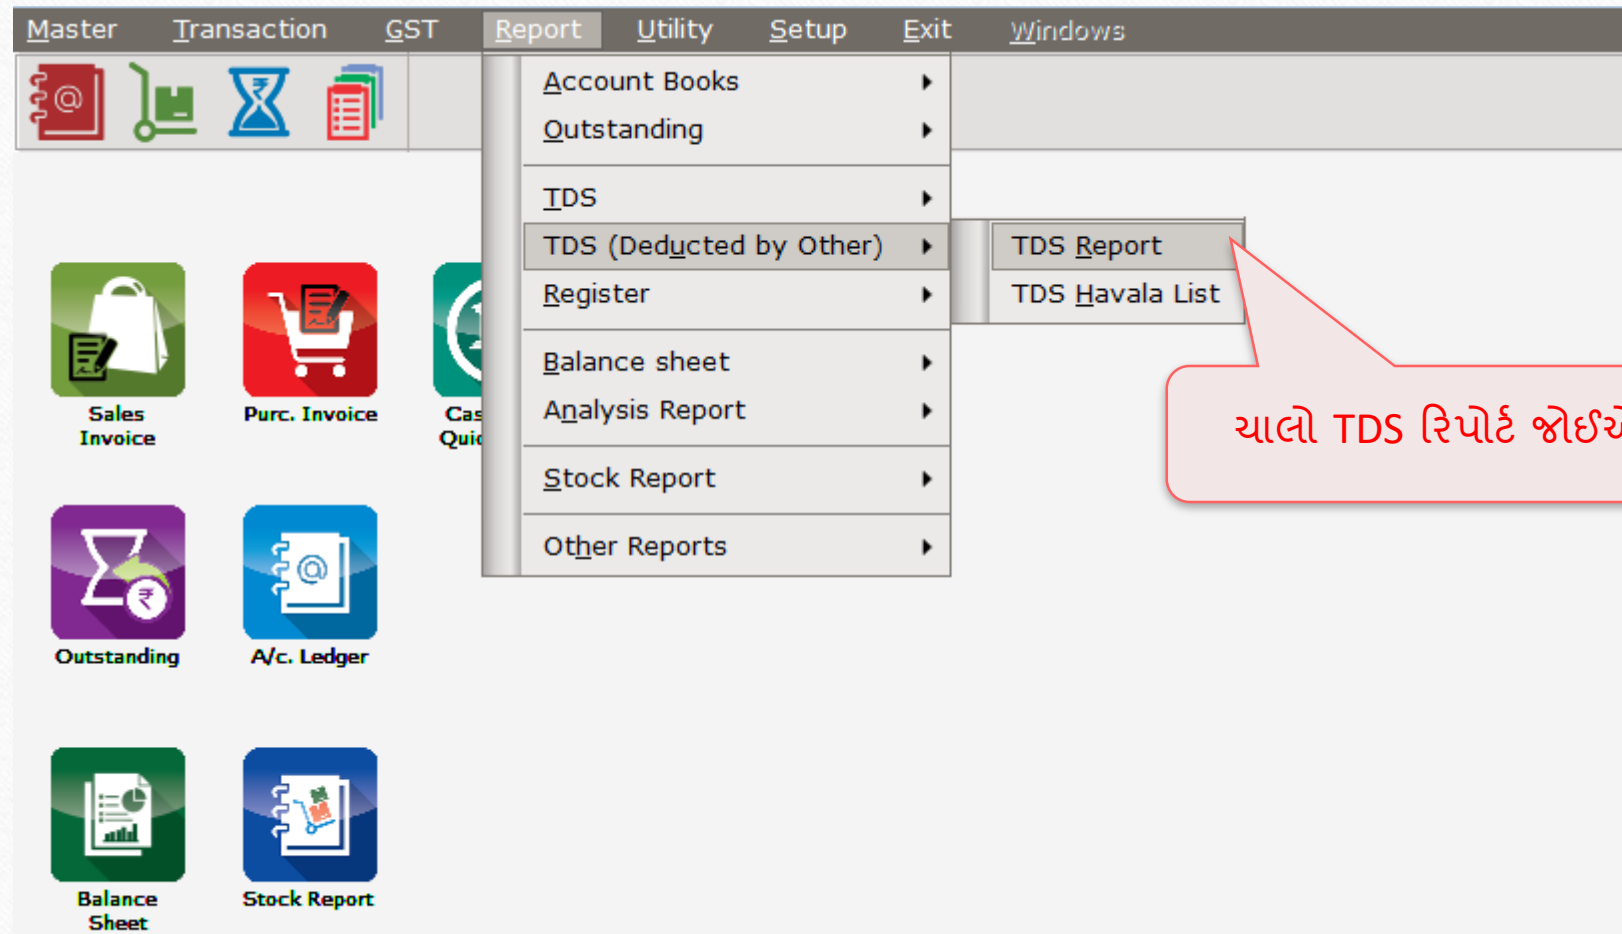 Master Transaction GST Report Utility Setup Exit Windows
Account Books
Outstanding
TDS
TDS (Deducted by Other)
Register
Balance sheet
Analysis Report
Stock Report
Other Reports
TDS Report
TDS Havala List
ચાલો TDS રિપોર્ટ
Sales
Invoice
Purc. Invoice
Outstanding
A/c. Ledger
Balance
Sheet
Stock Report